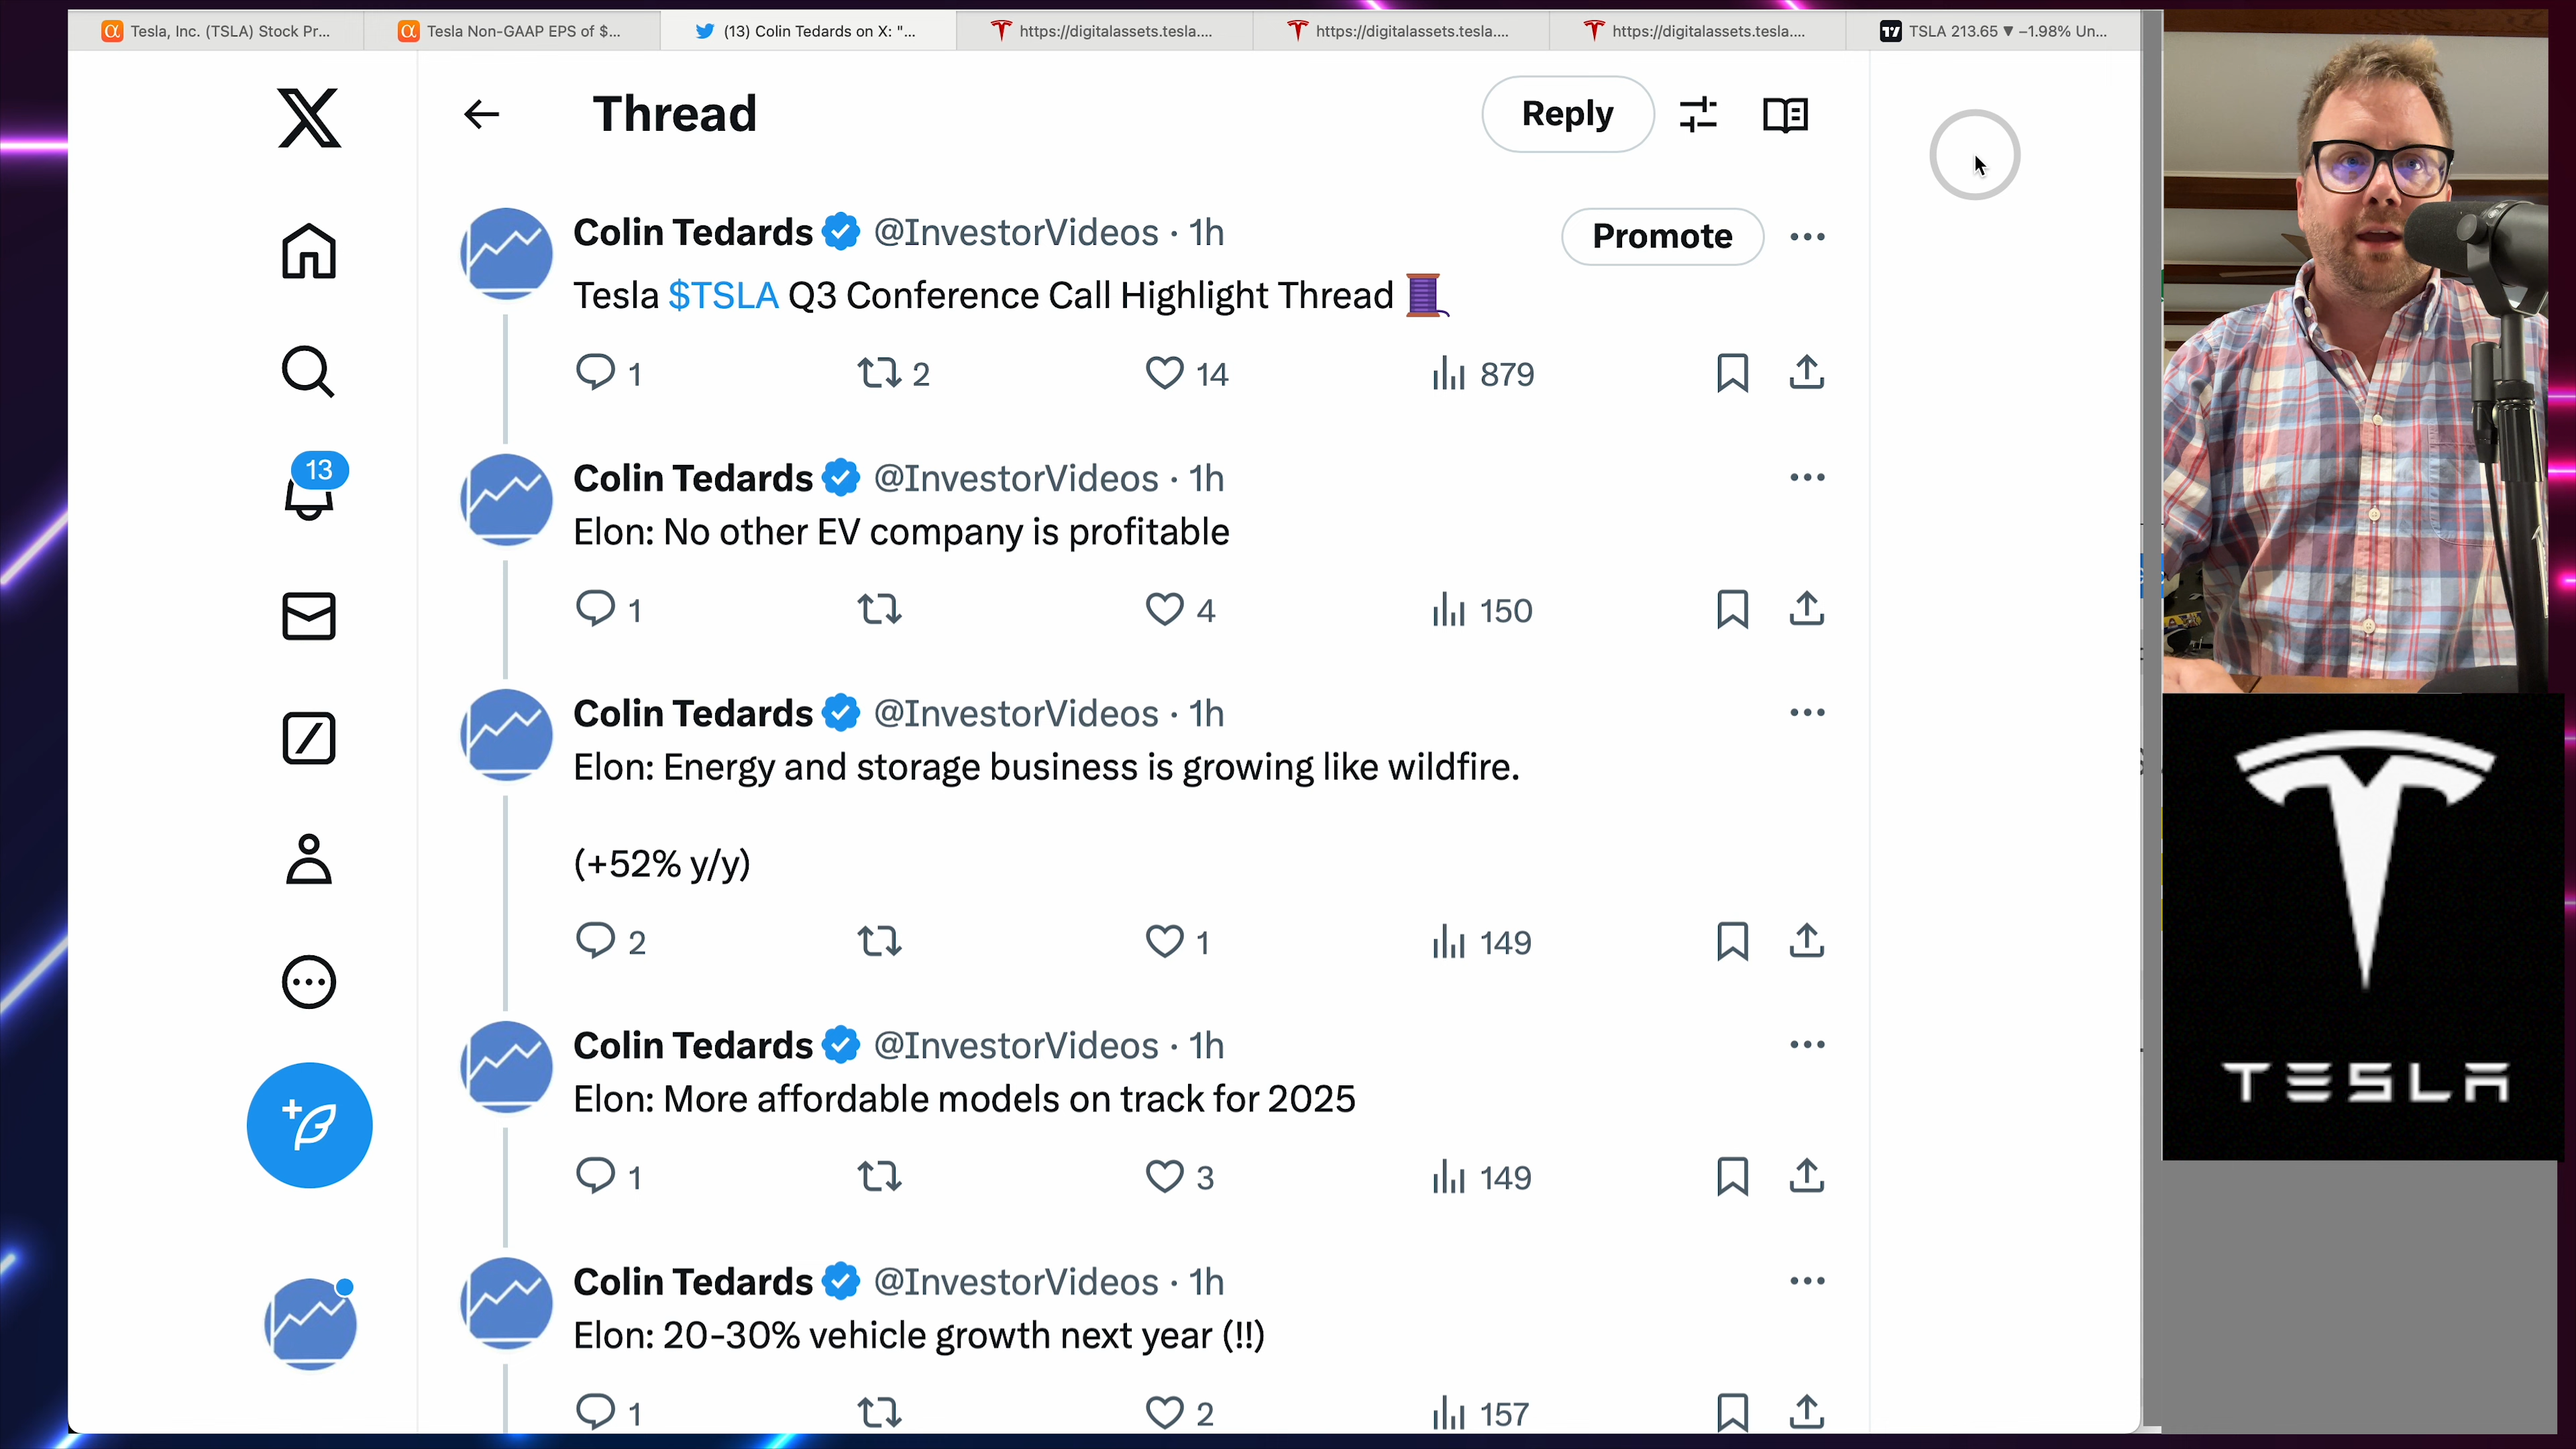 Tesla, Inc. (TSLA) Stock Pr...
Tesla Non-GAAP EPS of $...
(13) Colin Tedards on X: "...
https://digitalassets.tesla....
https://digitalassets.tesla....
https://digitalassets.tesla....
TSLA 213.65 ▼ −1.98% Un...
Thread
Reply
Colin Tedards @InvestorVideos · 1h
Promote
Tesla $TSLA Q3 Conference Call Highlight Thread 🧵
1 2 14 879
13
Colin Tedards @InvestorVideos · 1h
Elon: No other EV company is profitable
1 4 150
Colin Tedards @InvestorVideos · 1h
Elon: Energy and storage business is growing like wildfire.
(+52% y/y)
2 1 149
Colin Tedards @InvestorVideos · 1h
Elon: More affordable models on track for 2025
1 3 149
Colin Tedards @InvestorVideos · 1h
Elon: 20-30% vehicle growth next year (!!)
1 2 157
TESLA